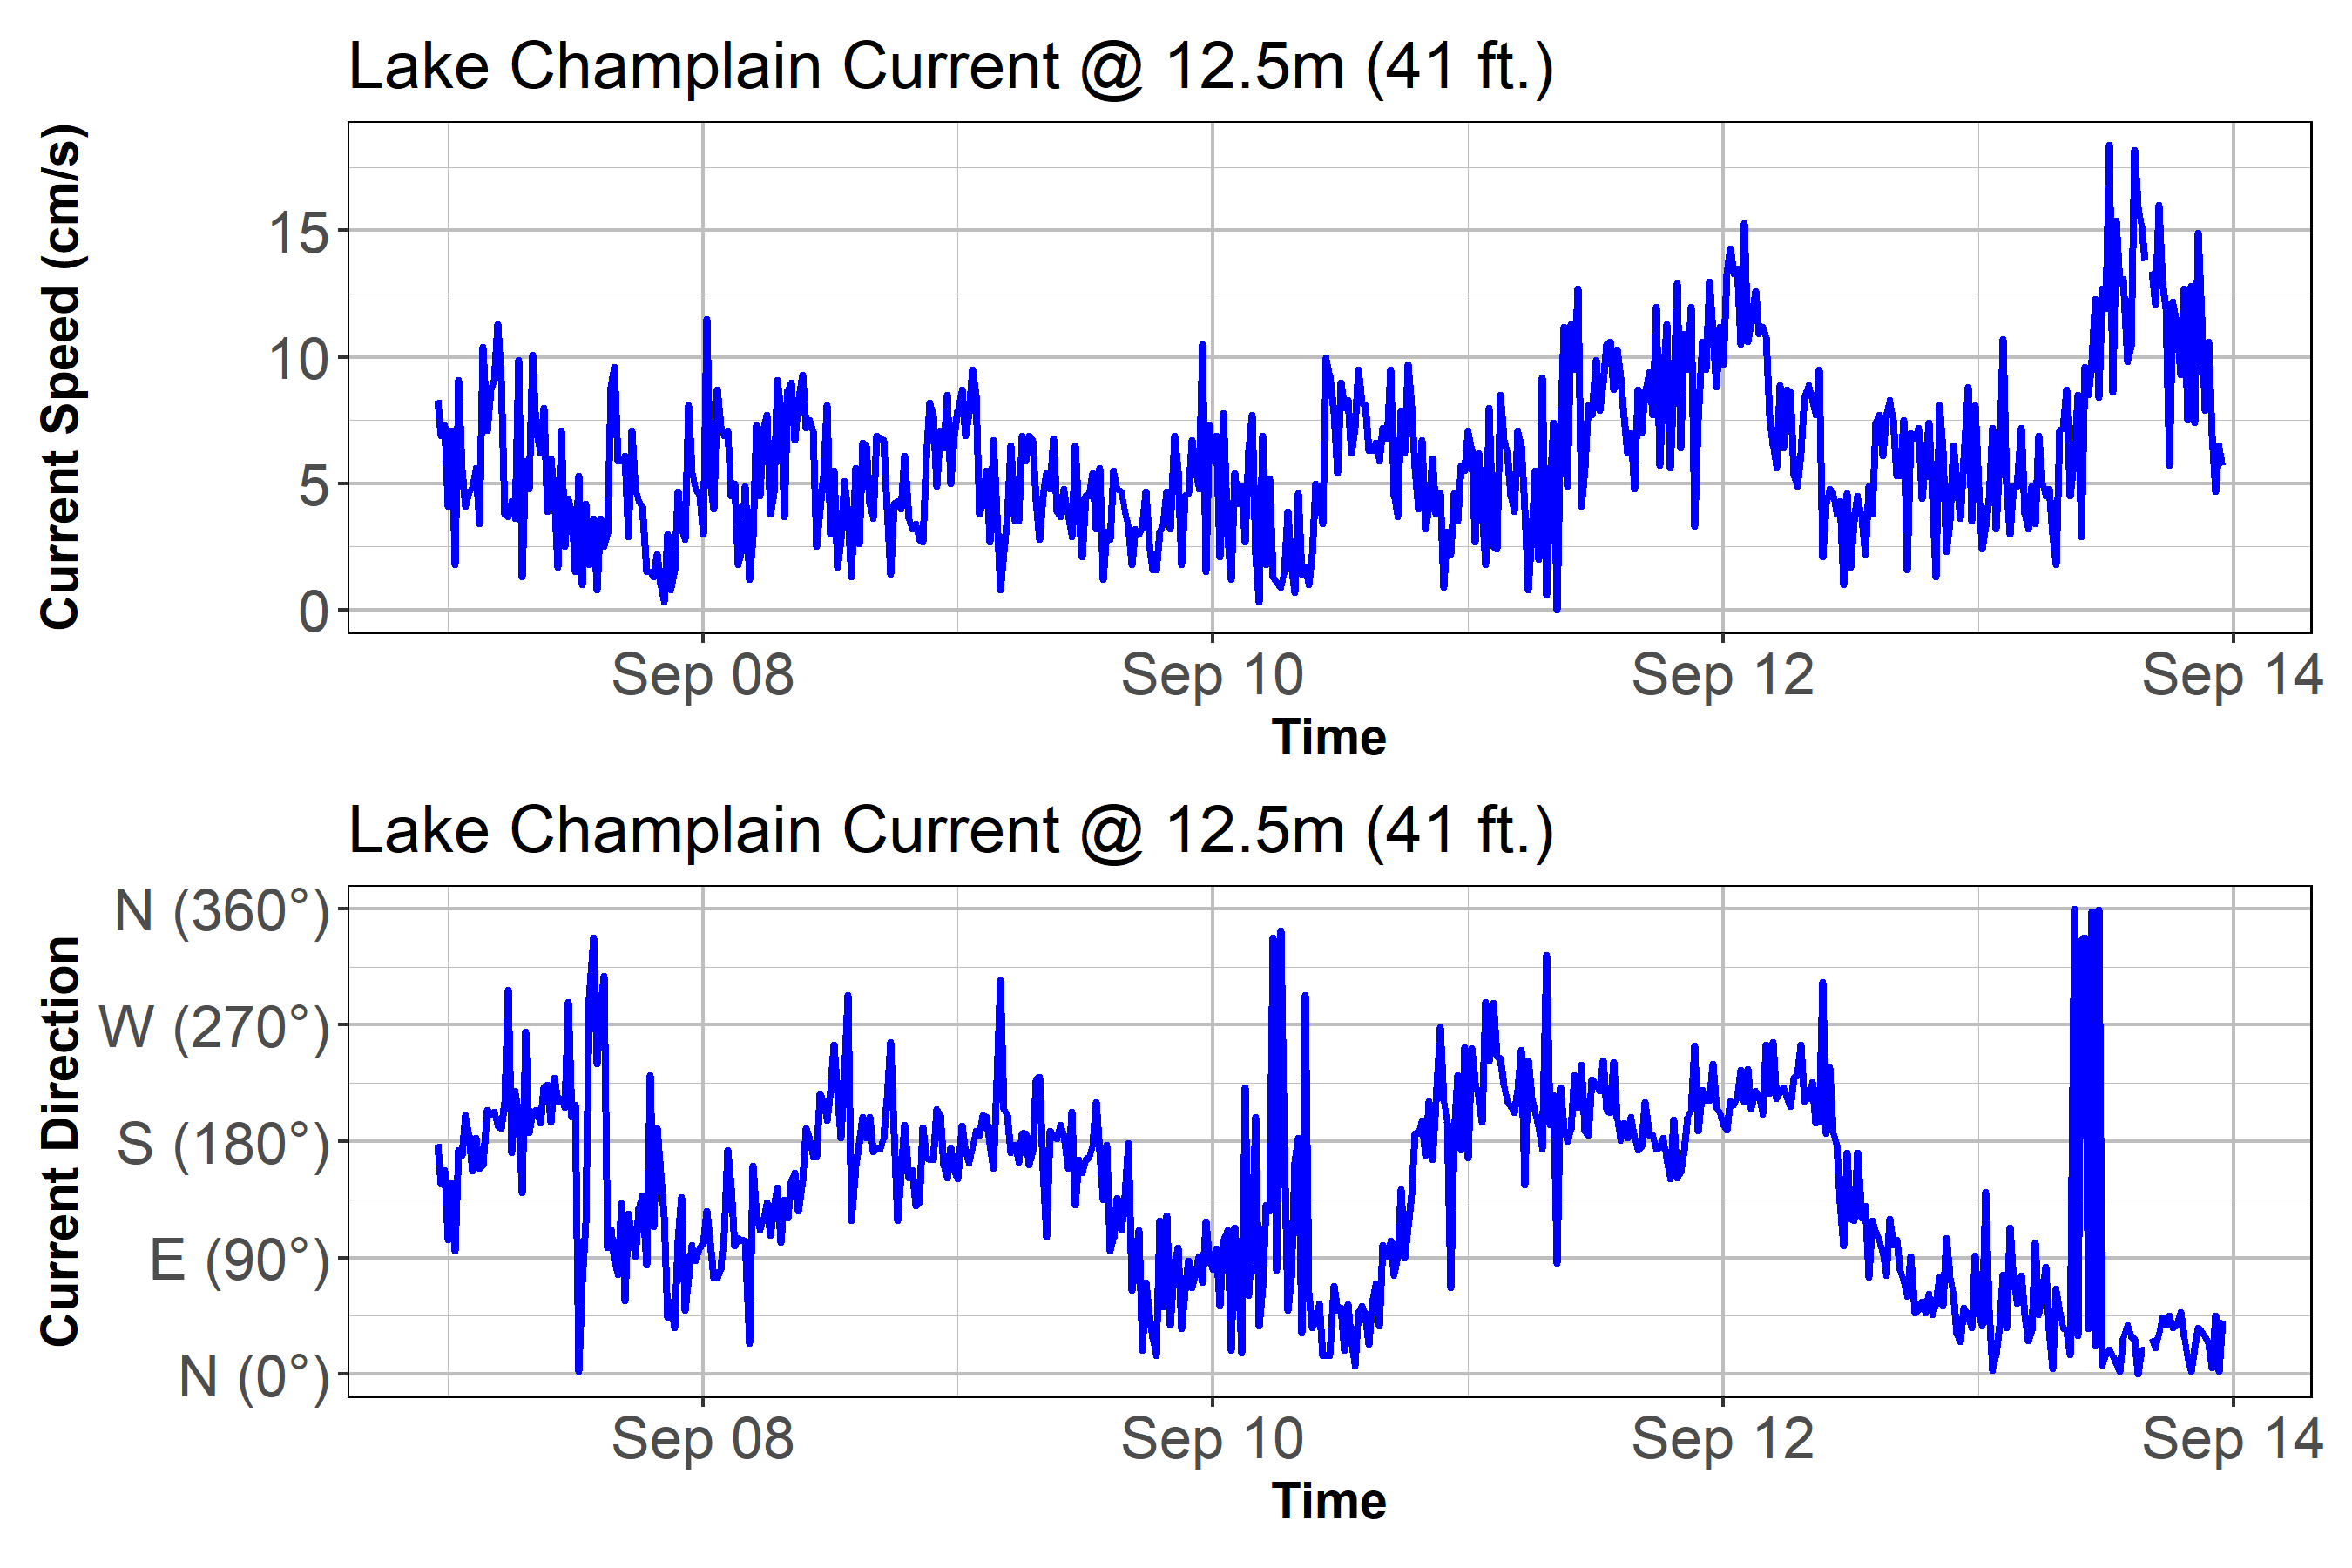 Lake Champlain Current @ 12.5m (41 ft.)
Current Speed (cm/s)
15
10
5
0
Sep 08 Sep 10 Sep 12 Sep 14
Time
Lake Champlain Current @ 12.5m (41 ft.)
Current Direction
N (360°)
W (270°)
S (180°)
E (90°)
N (0°)
Sep 08 Sep 10 Sep 12 Sep 14
Time